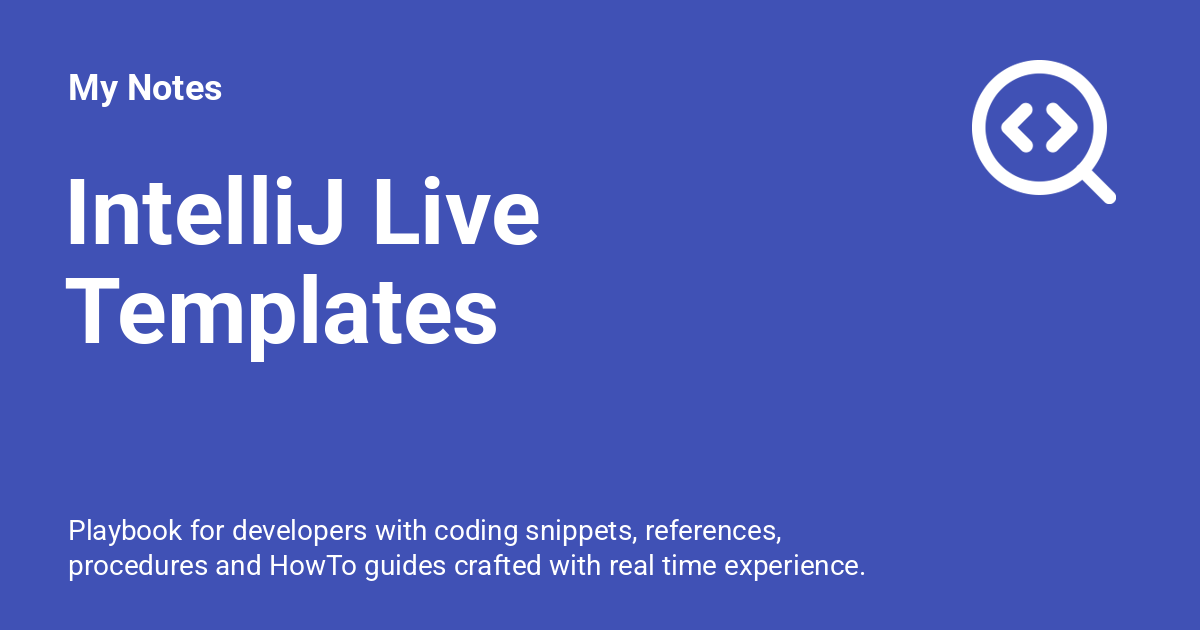 My Notes
IntelliJ Live
Templates
Playbook for developers with coding snippets, references,
procedures and HowTo guides crafted with real time experience.